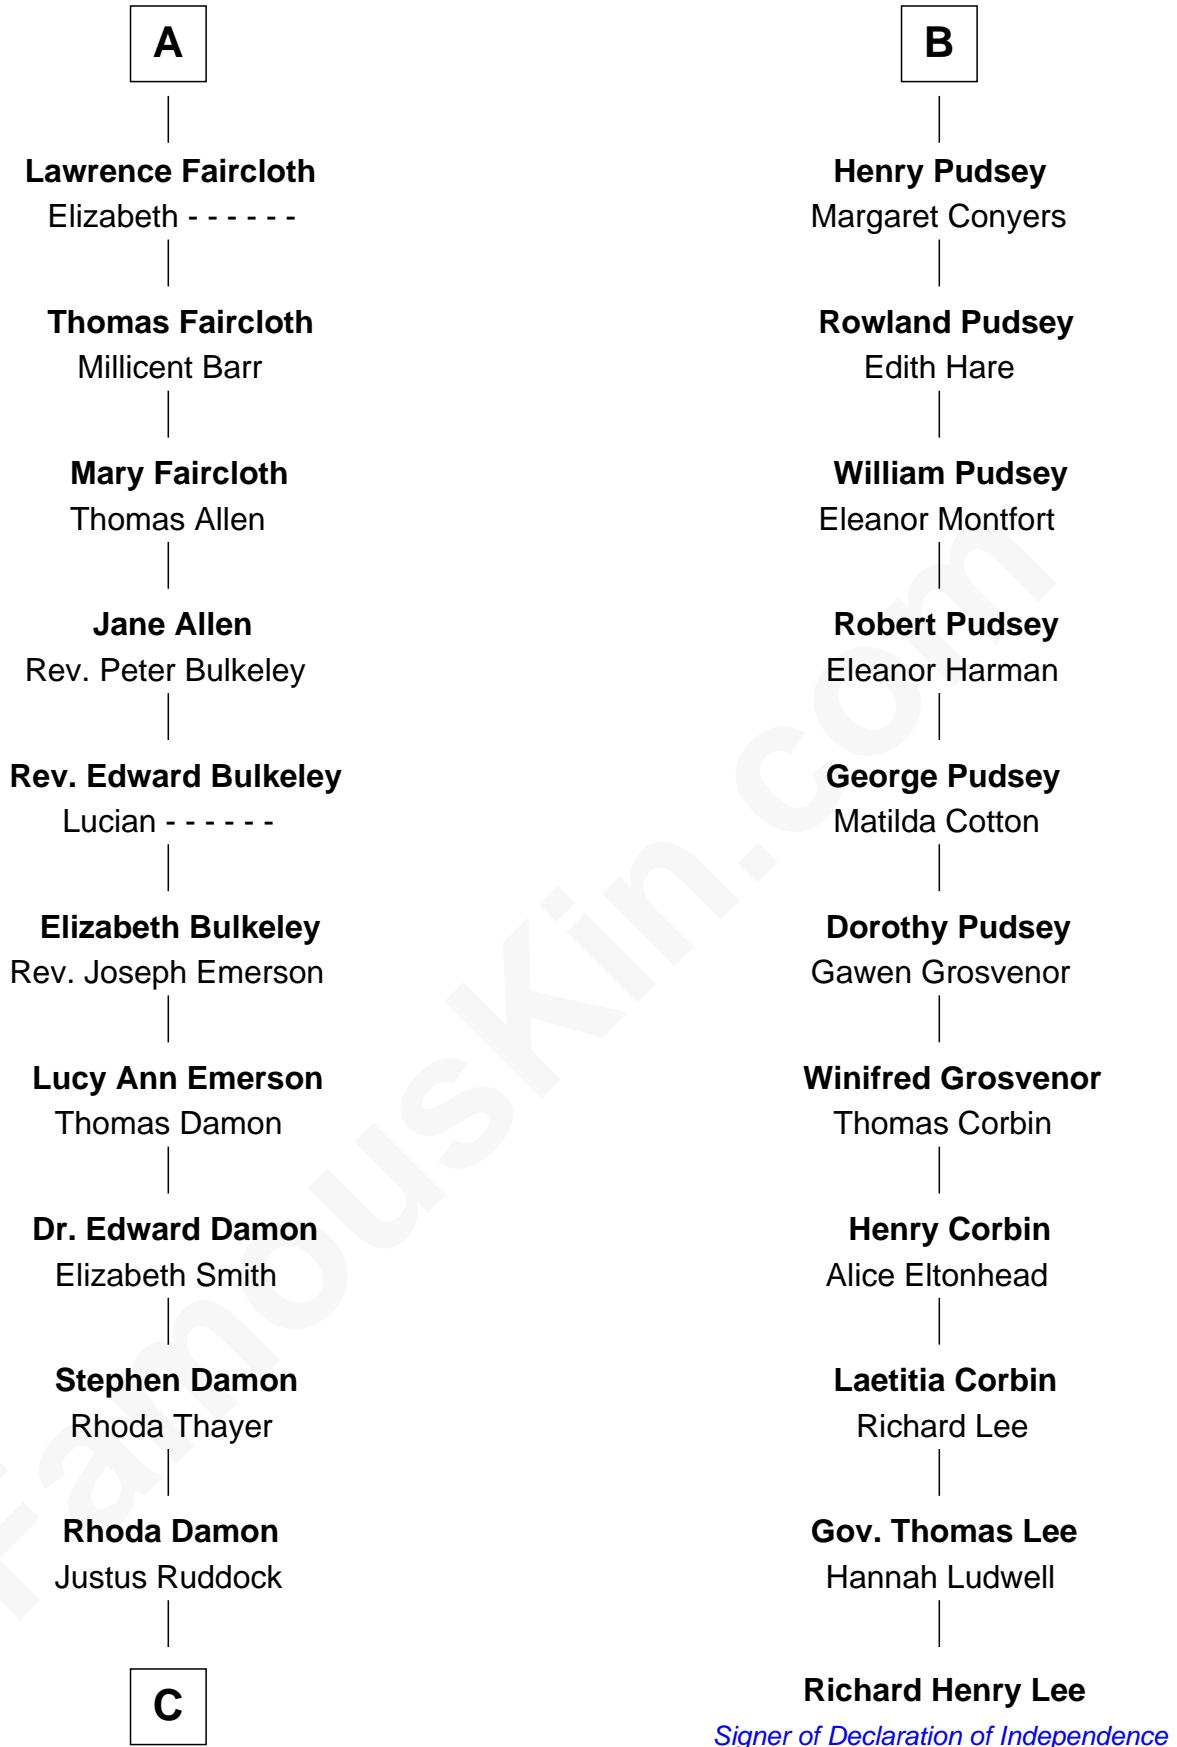 A
Lawrence Faircloth
Elizabeth - - - - - -
Thomas Faircloth
Millicent Barr
Mary Faircloth
Thomas Allen
Jane Allen
Rev. Peter Bulkeley
Rev. Edward Bulkeley
Lucian - - - - - -
Elizabeth Bulkeley
Rev. Joseph Emerson
Lucy Ann Emerson
Thomas Damon
Dr. Edward Damon
Elizabeth Smith
Stephen Damon
Rhoda Thayer
Rhoda Damon
Justus Ruddock
C
B
Henry Pudsey
Margaret Conyers
Rowland Pudsey
Edith Hare
William Pudsey
Eleanor Montfort
Robert Pudsey
Eleanor Harman
George Pudsey
Matilda Cotton
Dorothy Pudsey
Gawen Grosvenor
Winifred Grosvenor
Thomas Corbin
Henry Corbin
Alice Eltonhead
Laetitia Corbin
Richard Lee
Gov. Thomas Lee
Hannah Ludwell
Richard Henry Lee
Signer of Declaration of Independence
FamousKin.com